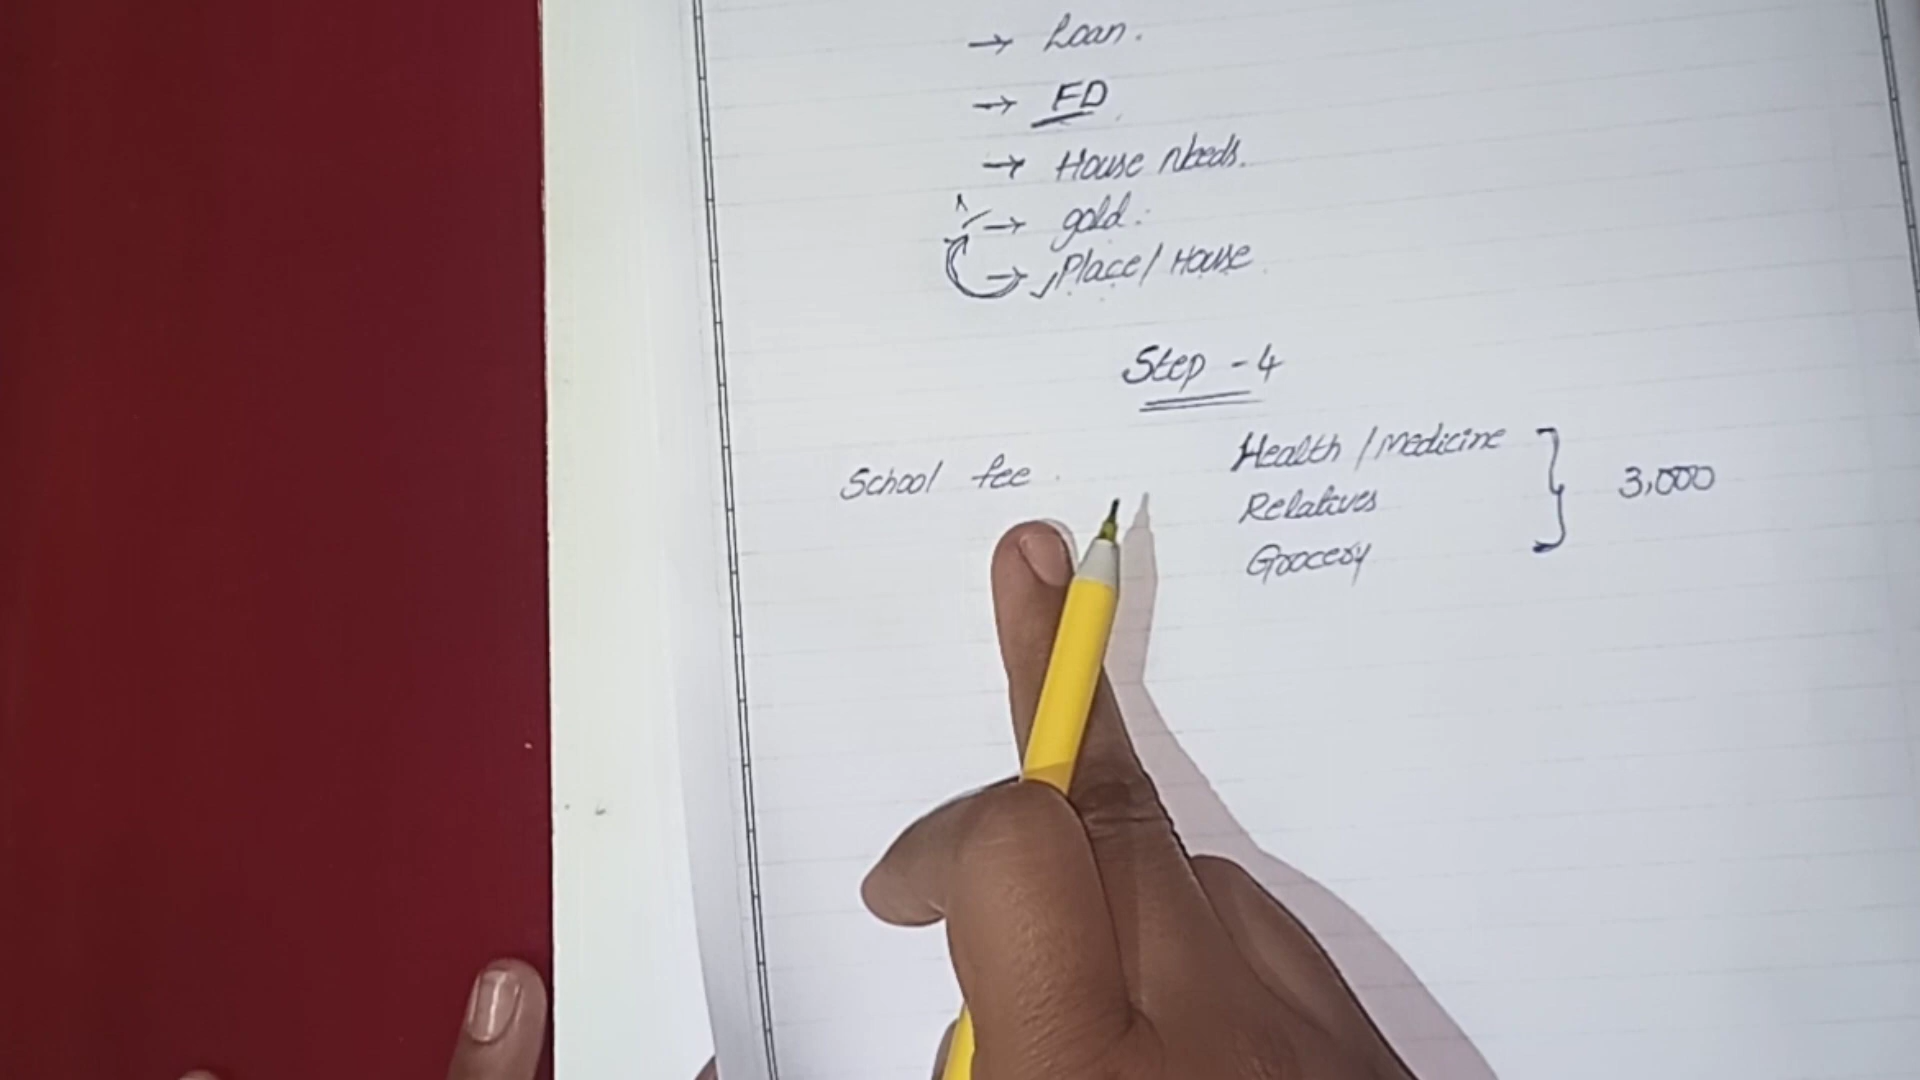 → Loan.
→ FD
→ House needs.
→ gold.
→ ✓Place/House
Step - 4
School fee
Health/Medicine
Relatives
Grocery
3,000